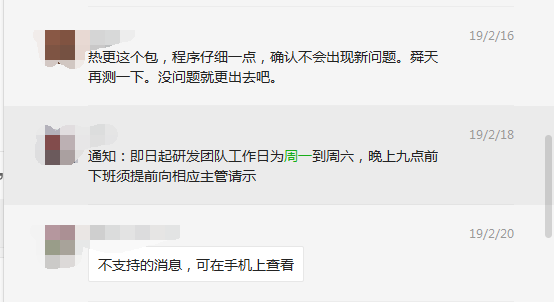 19/2/16
热更这个包，程序仔细一点，确认不会出现新问题。舜天
再测一下。没问题就更出去吧。
19/2/18
通知：即日起研发团队工作日为周一到周六，晚上九点前
下班须提前向相应主管请示
19/2/20
不支持的消息，可在手机上查看